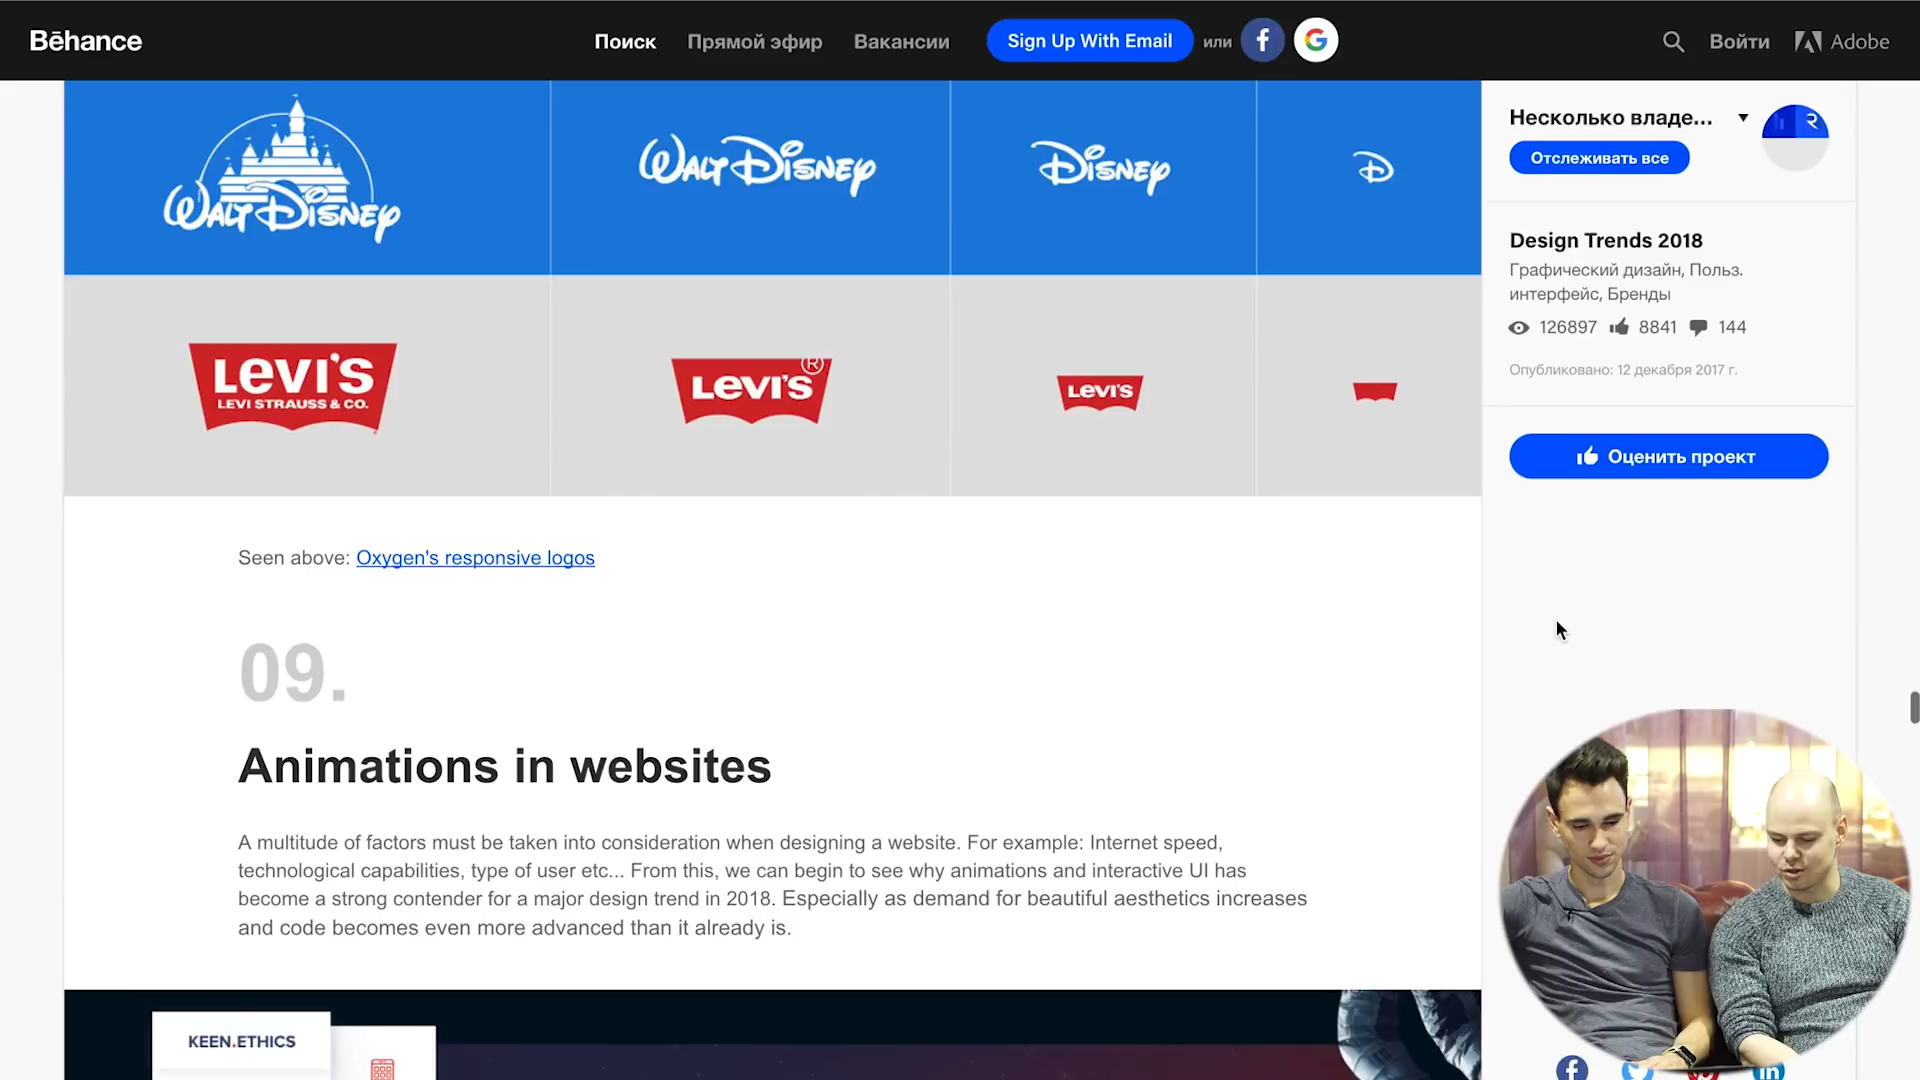 Bēhance
Поиск Прямой эфир Вакансии Sign Up With Email или f G Войти Adobe
WALT DISNEY WALT DISNEY DISNEY D
Несколько владе...
Отслеживать все
Design Trends 2018
Графический дизайн, Польз.
интерфейс, Бренды
126897 8841 144
Опубликовано: 12 декабря 2017 г.
LEVI'S LEVI'S ® LEVI'S
LEVI STRAUSS & CO.
Оценить проект
Seen above: Oxygen's responsive logos
09.
Animations in websites
A multitude of factors must be taken into consideration when designing a website. For example: Internet speed,
technological capabilities, type of user etc... From this, we can begin to see why animations and interactive UI has
become a strong contender for a major design trend in 2018. Especially as demand for beautiful aesthetics increases
and code becomes even more advanced than it already is.
KEEN.ETHICS
f in